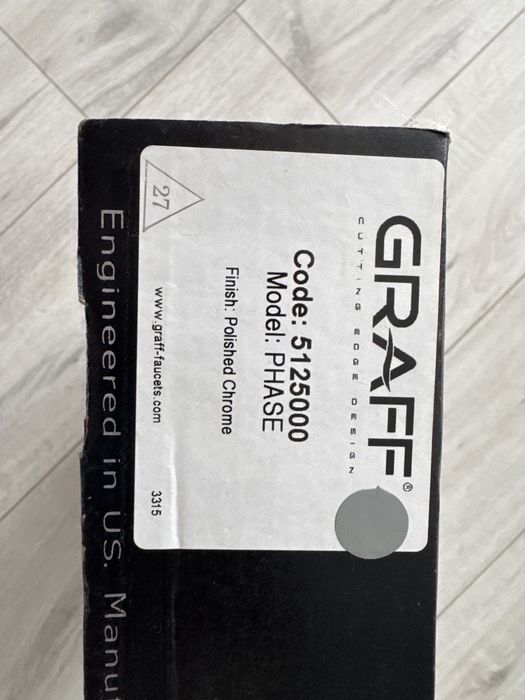 GRAFF®
CUTTING EDGE DESIGN
Code: 5125000
Model: PHASE
Finish: Polished Chrome
www.graff-faucets.com 3315
27
Engineered in US. Manuf